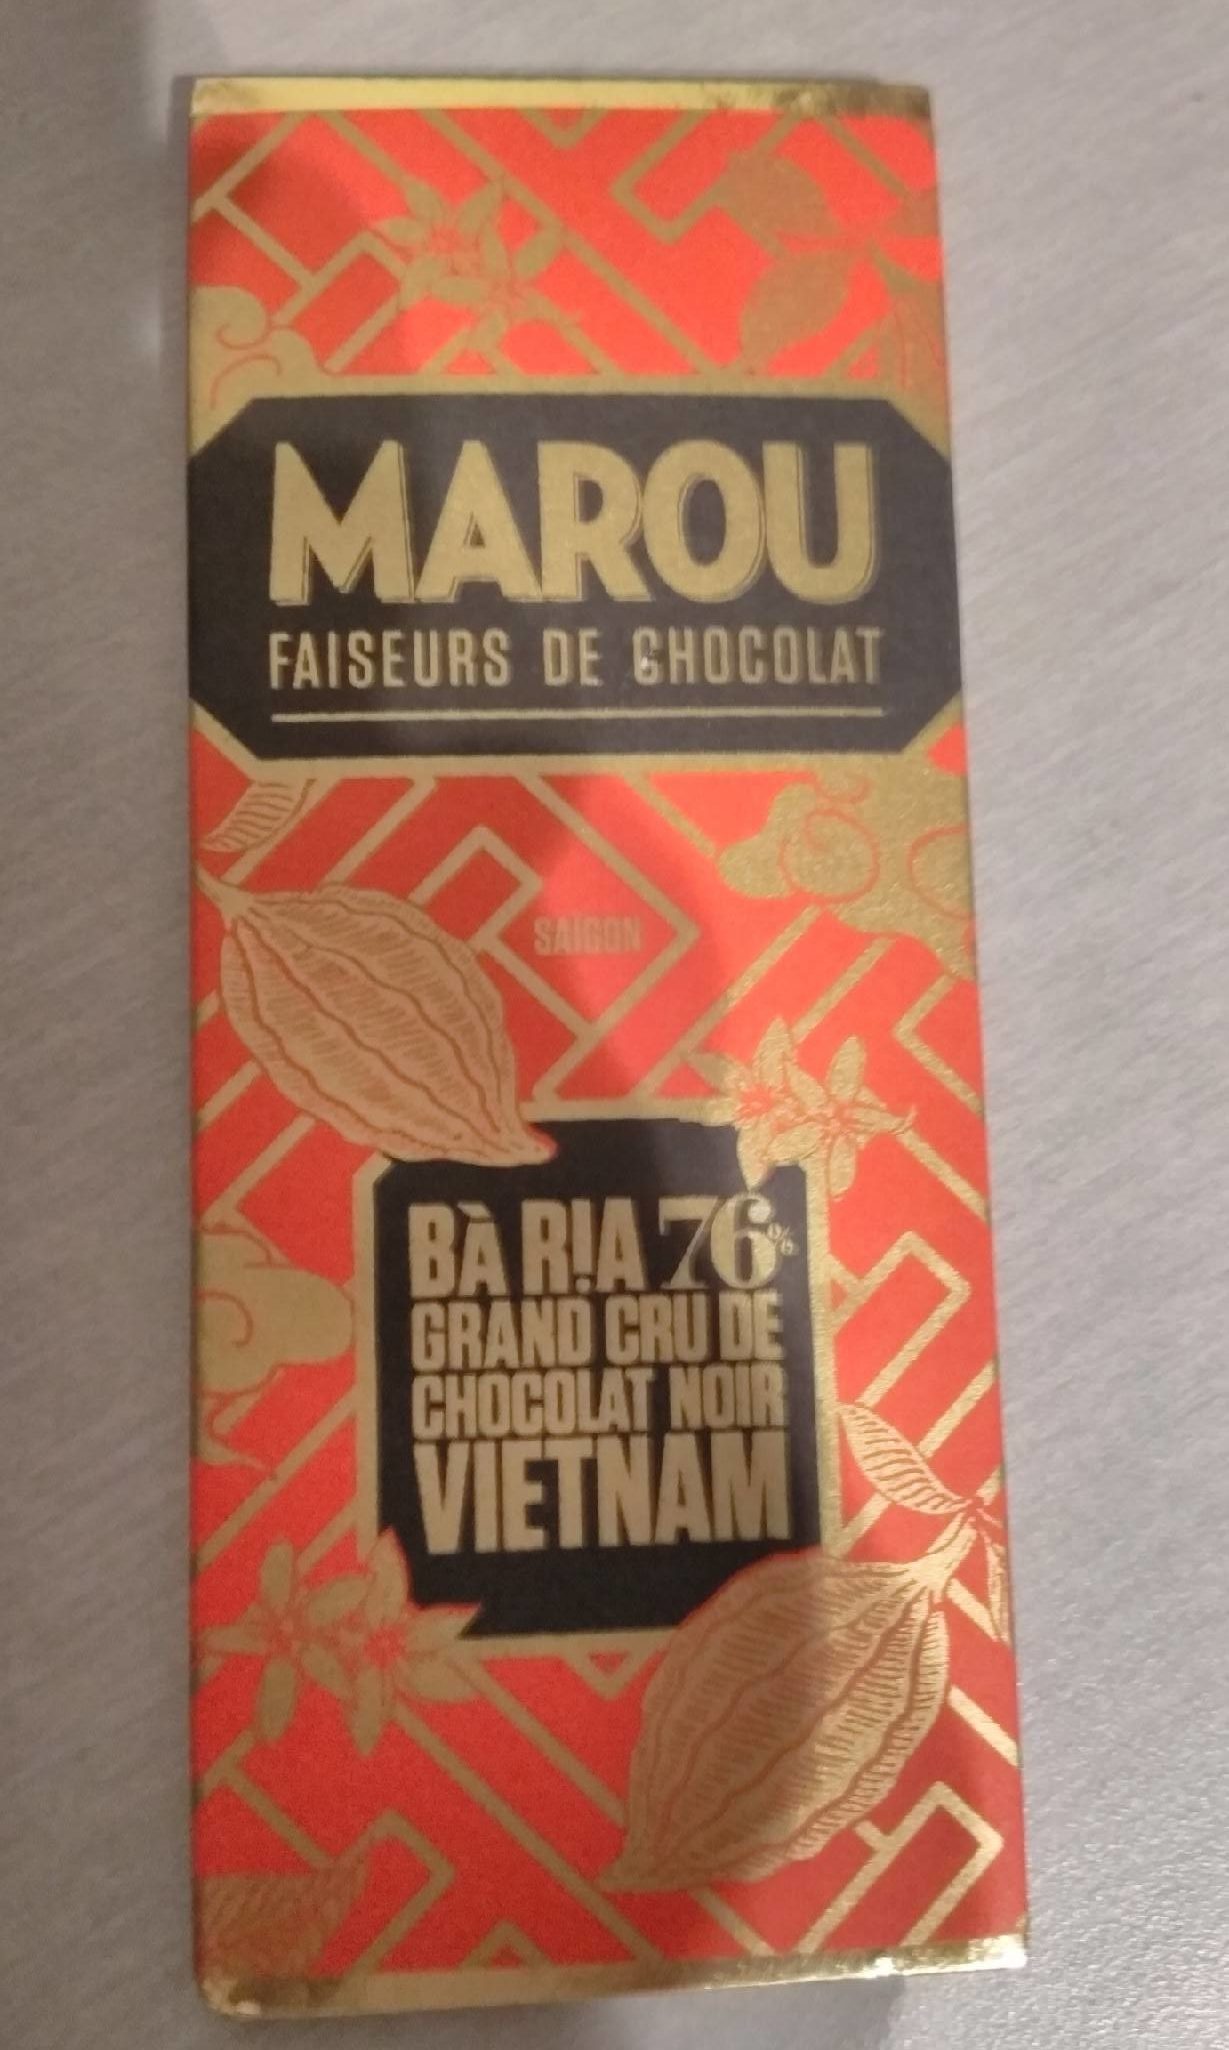 MAROU
FAISEURS DE CHOCOLAT
SAIGON
BÀ RỊA 76%
GRAND CRU DE
CHOCOLAT NOIR
VIETNAM